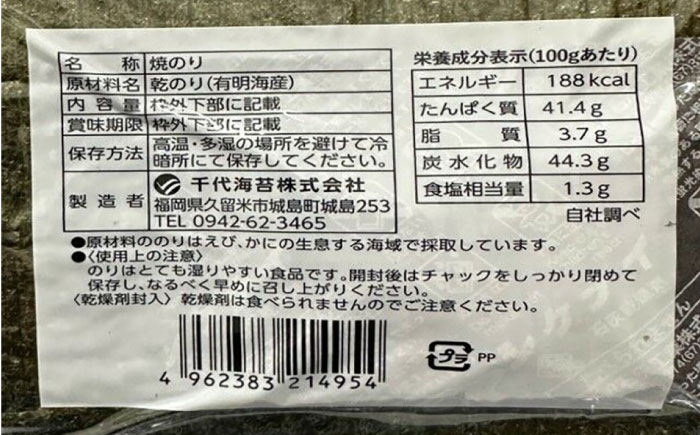 名称 焼のり
原材料名 乾のり(有明海産)
内容量 枠外下部に記載
賞味期限 枠外下部に記載
保存方法 高温・多湿の場所を避けて冷
暗所にて保存してください。
製造者 千代海苔株式会社
福岡県久留米市城島町城島253
TEL 0942-62-3465
栄養成分表示(100gあたり)
エネルギー 188kcal
たんぱく質 41.4g
脂質 3.7g
炭水化物 44.3g
食塩相当量 1.3g
自社調べ
●原材料ののりはえび、かにの生息する海域で採取しています。
●〈使用上の注意〉
のりはとても湿りやすい食品です。開封後はチャックをしっかり閉めて
保存し、なるべく早めに召し上がりください。
〈乾燥剤封入〉乾燥剤は食べられませんのでご注意ください。
4 962383 214954
プラ PP